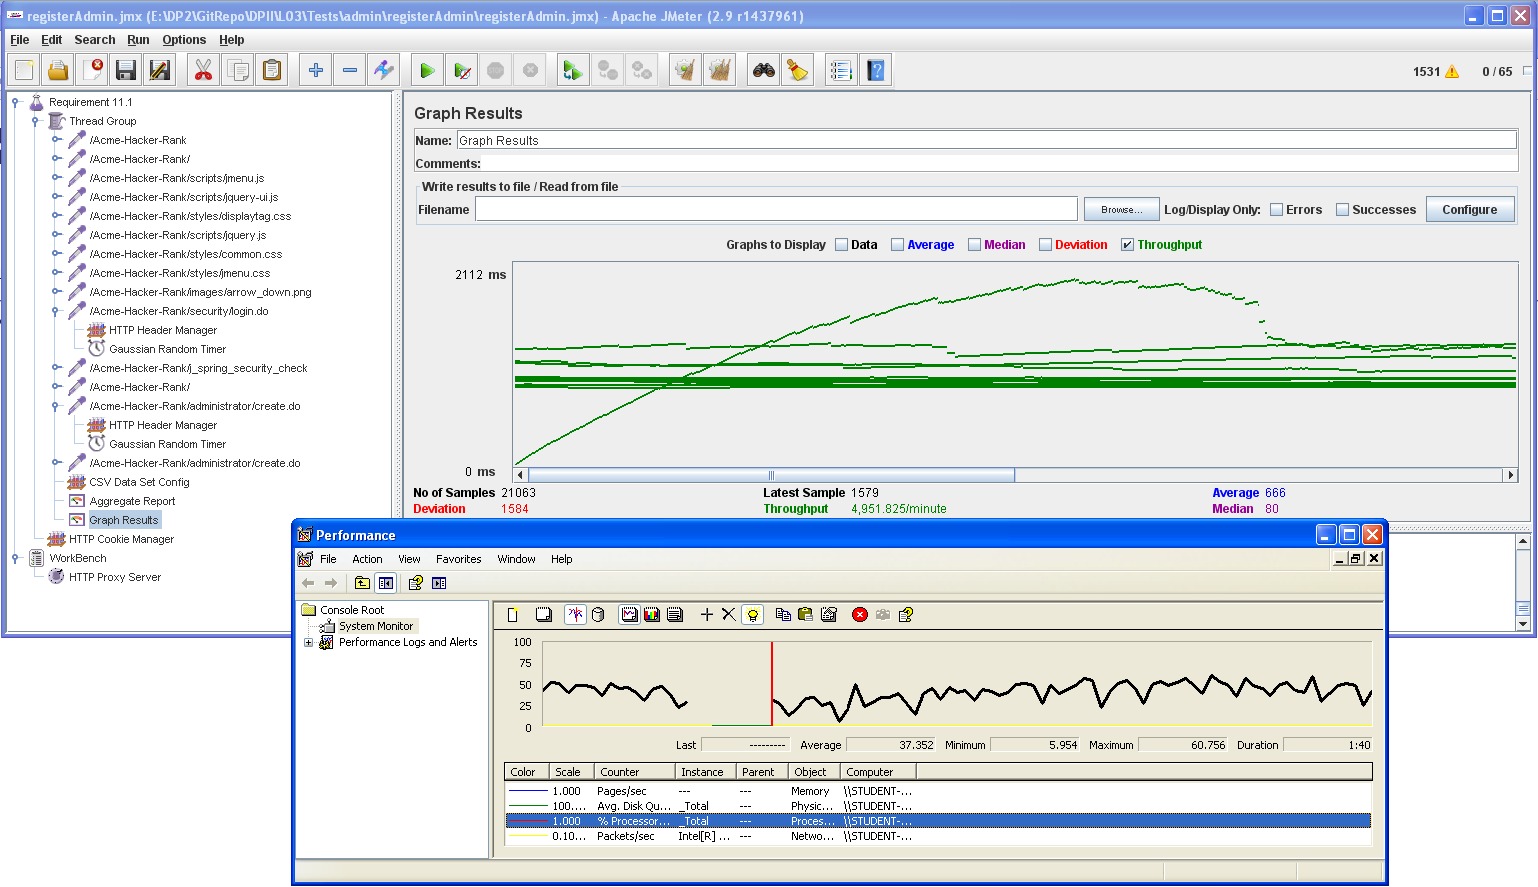 registerAdmin.jmx (E:\DP2\GitRepo\DPII\LO3\Tests\admin\registerAdmin\registerAdmin.jmx) - Apache JMeter (2.9 r1437961)
File Edit Search Run Options Help
1531 0 / 65
Requirement 11.1
Thread Group
/Acme-Hacker-Rank
/Acme-Hacker-Rank/
/Acme-Hacker-Rank/scripts/jmenu.js
/Acme-Hacker-Rank/scripts/jquery-ui.js
/Acme-Hacker-Rank/styles/displaytag.css
/Acme-Hacker-Rank/scripts/jquery.js
/Acme-Hacker-Rank/styles/common.css
/Acme-Hacker-Rank/styles/jmenu.css
/Acme-Hacker-Rank/images/arrow_down.png
/Acme-Hacker-Rank/security/login.do
HTTP Header Manager
Gaussian Random Timer
/Acme-Hacker-Rank/j_spring_security_check
/Acme-Hacker-Rank/
/Acme-Hacker-Rank/administrator/create.do
HTTP Header Manager
Gaussian Random Timer
/Acme-Hacker-Rank/administrator/create.do
CSV Data Set Config
Aggregate Report
Graph Results
HTTP Cookie Manager
WorkBench
HTTP Proxy Server
Graph Results
Name: Graph Results
Comments:
Write results to file / Read from file
Filename Browse... Log/Display Only: Errors Successes Configure
Graphs to Display Data Average Median Deviation Throughput
2112 ms
0 ms
No of Samples 21063 Latest Sample 1579 Average 666
Deviation 1584 Throughput 4,951.825/minute Median 80
Performance
File Action View Favorites Window Help
Console Root
System Monitor
Performance Logs and Alerts
100
75
50
25
0
Last --------- Average 37.352 Minimum 5.954 Maximum 60.756 Duration 1:40
Color Scale Counter Instance Parent Object Computer
1.000 Pages/sec --- --- Memory \\STUDENT-...
100.... Avg. Disk Qu... _Total --- Physic... \\STUDENT-...
1.000 % Processor... _Total --- Proces... \\STUDENT-...
0.10... Packets/sec Intel[R] ... --- Netwo... \\STUDENT-...